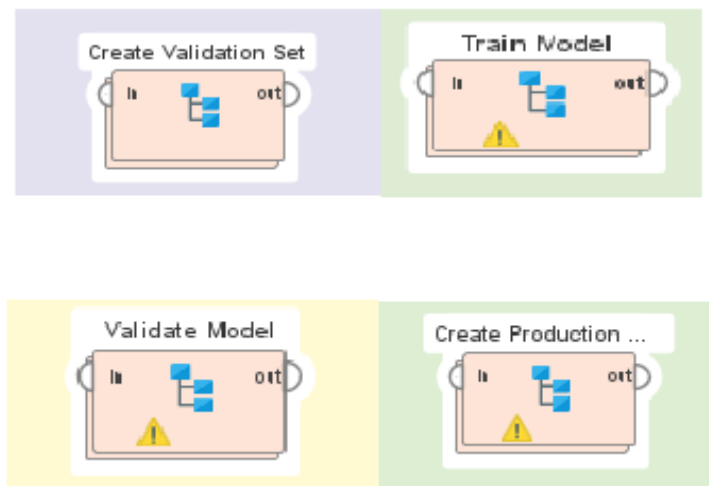 Create Validation Set
In
out
Train Model
In
out
Validate Model
In
out
Create Production ...
In
out